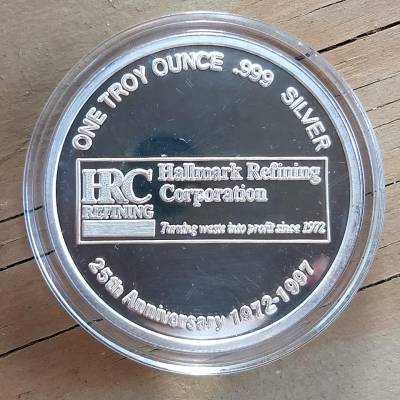 ONE TROY OUNCE .999 SILVER
HRC
REFINING
Hallmark Refining
Corporation
Turning waste into profit since 1972
25th Anniversary 1972-1997